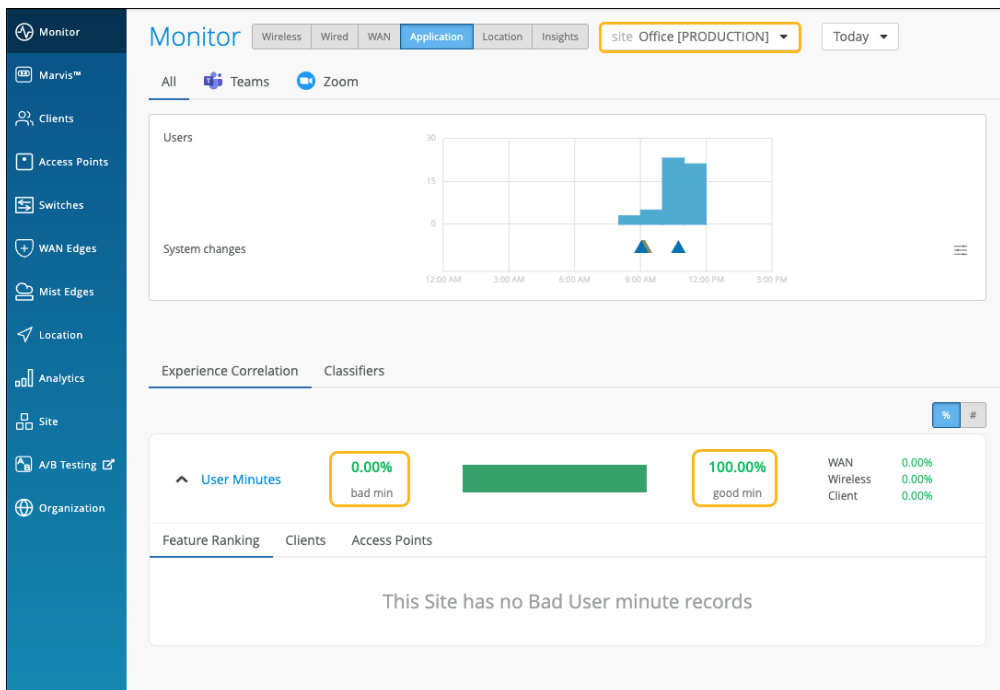 Monitor
Marvis™
Clients
Access Points
Switches
WAN Edges
Mist Edges
Location
Analytics
Site
A/B Testing
Organization
Monitor
Wireless Wired WAN Application Location Insights
site Office [PRODUCTION]
Today
All Teams Zoom
Users
30
15
0
System changes
12:00 AM 3:00 AM 6:00 AM 9:00 AM 12:00 PM 3:00 PM
Experience Correlation Classifiers
% #
User Minutes
0.00%
bad min
100.00%
good min
WAN 0.00%
Wireless 0.00%
Client 0.00%
Feature Ranking Clients Access Points
This Site has no Bad User minute records